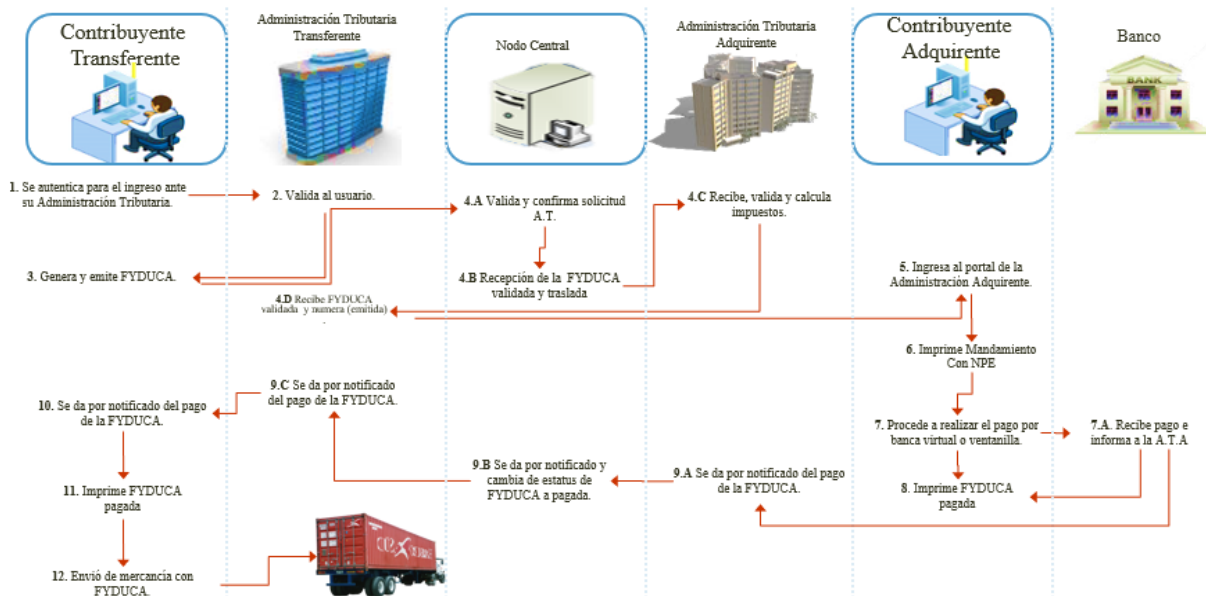 Contribuyente
Transferente
Administración Tributaria
Transferente
Nodo Central
Administración Tributaria
Adquirente
Contribuyente
Adquirente
Banco
BANK
1. Se autentica para el ingreso ante
su Administración Tributaria.
2. Valida al usuario.
4.A Valida y confirma solicitud
A.T.
4.C Recibe, valida y calcula
impuestos.
3. Genera y emite FYDUCA.
4.B Recepción de la FYDUCA
validada y traslada
5. Ingresa al portal de la
Administración Adquirente.
4.D Recibe FYDUCA
validada y numera (emitida)
.
6. Imprime Mandamiento
Con NPE
9.C Se da por notificado
del pago de la FYDUCA.
10. Se da por notificado del pago
de la FYDUCA.
7. Procede a realizar el pago por
banca virtual o ventanilla.
7.A. Recibe pago e
informa a la A.T.A
9.B Se da por notificado y
cambia de estatus de
FYDUCA a pagada.
9.A Se da por notificado del pago
de la FYDUCA.
8. Imprime FYDUCA
pagada
11. Imprime FYDUCA
pagada
12. Envió de mercancía con
FYDUCA.